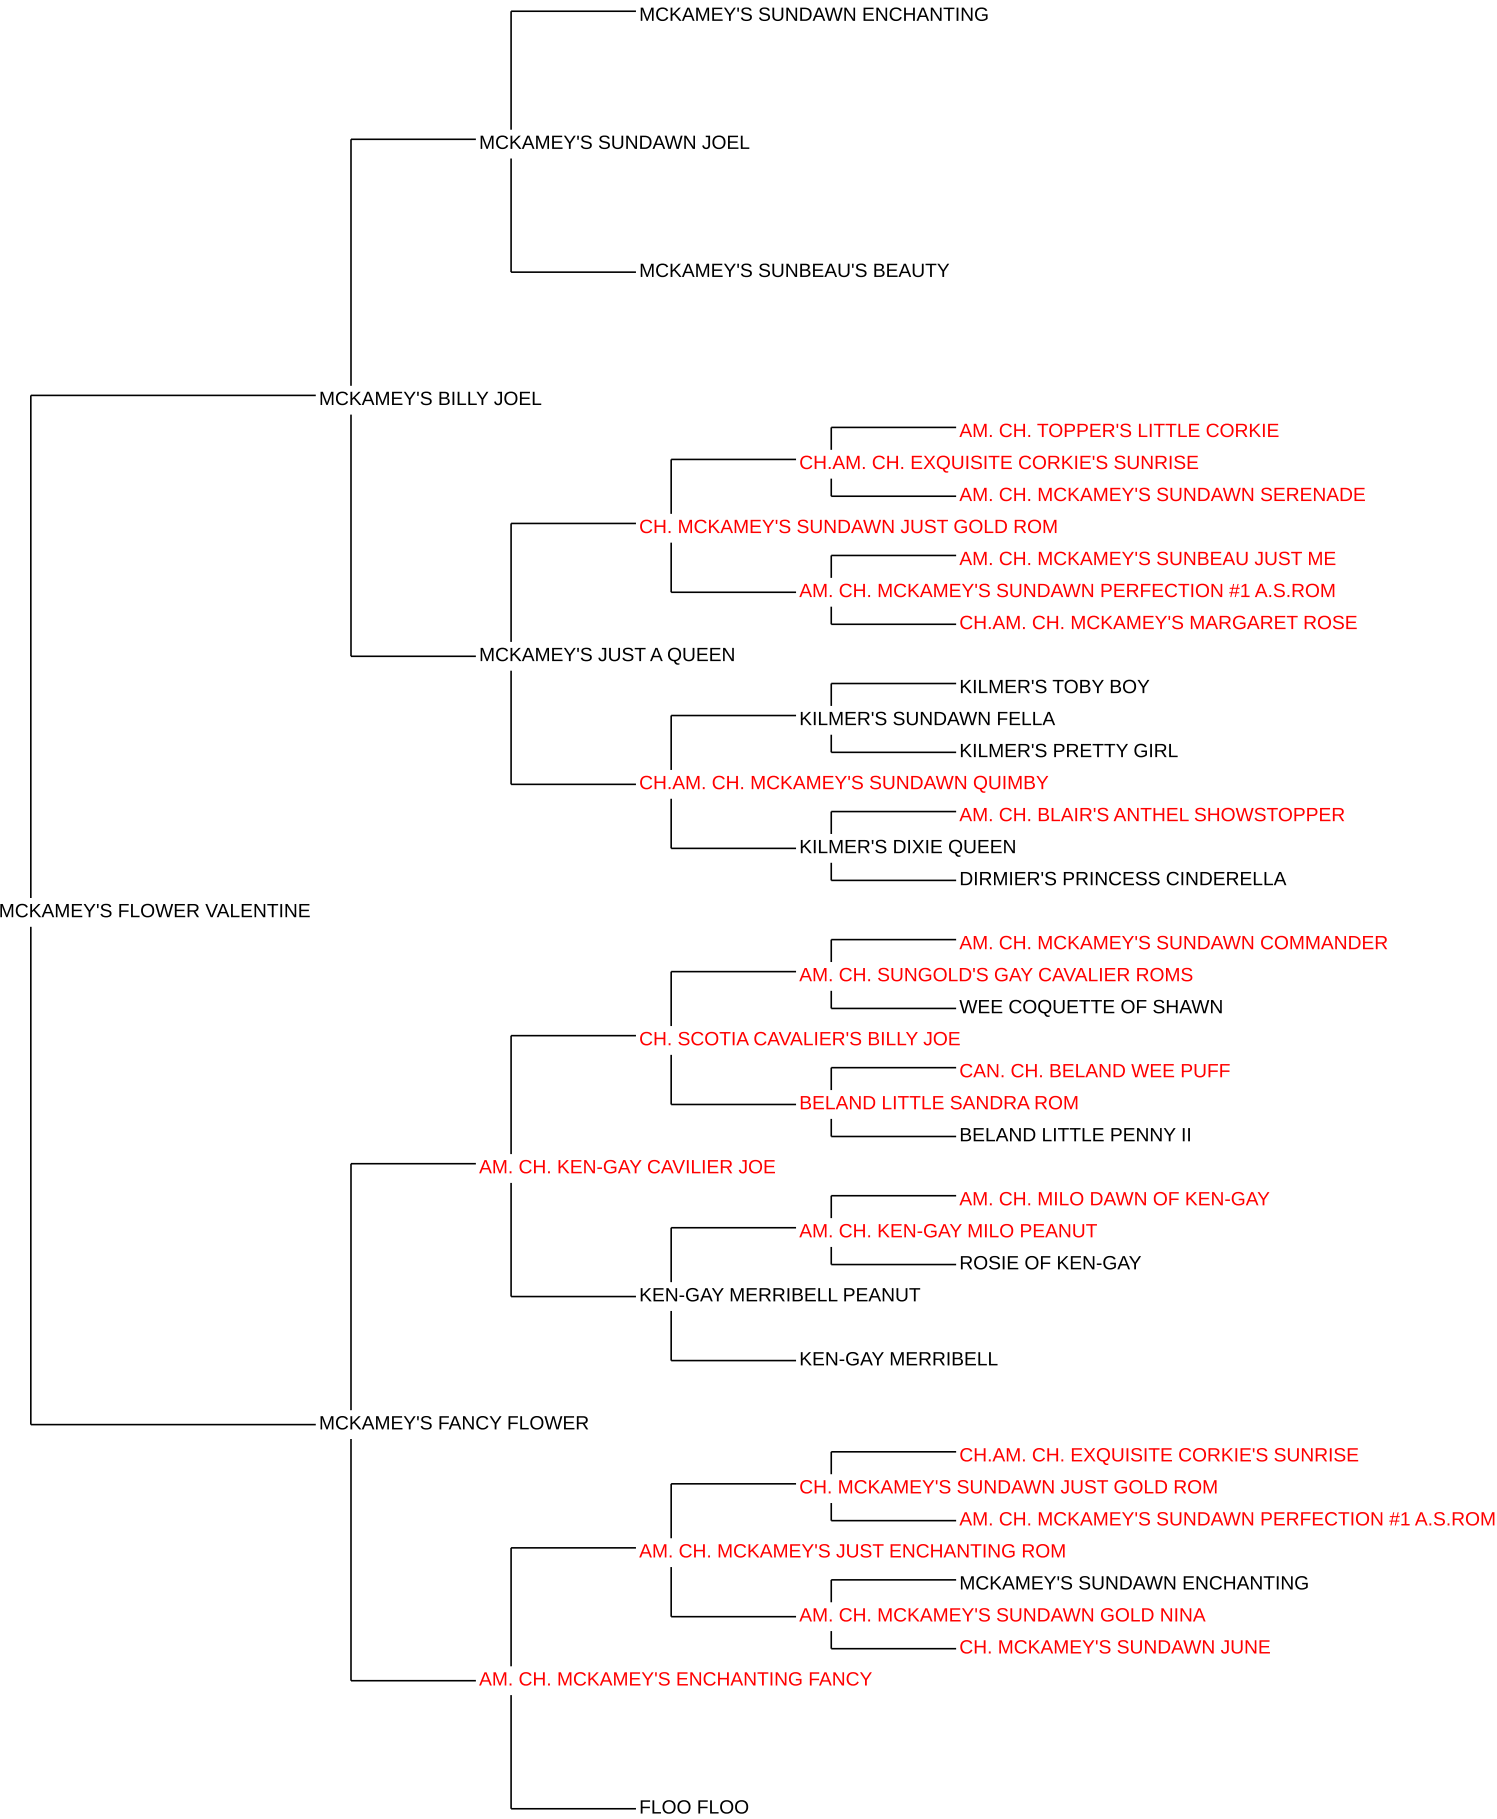 MCKAMEY'S SUNDAWN ENCHANTING
MCKAMEY'S SUNDAWN JOEL
MCKAMEY'S SUNBEAU'S BEAUTY
MCKAMEY'S BILLY JOEL
AM. CH. TOPPER'S LITTLE CORKIE
CH.AM. CH. EXQUISITE CORKIE'S SUNRISE
AM. CH. MCKAMEY'S SUNDAWN SERENADE
CH. MCKAMEY'S SUNDAWN JUST GOLD ROM
AM. CH. MCKAMEY'S SUNBEAU JUST ME
AM. CH. MCKAMEY'S SUNDAWN PERFECTION #1 A.S.ROM
CH.AM. CH. MCKAMEY'S MARGARET ROSE
MCKAMEY'S JUST A QUEEN
KILMER'S TOBY BOY
KILMER'S SUNDAWN FELLA
KILMER'S PRETTY GIRL
CH.AM. CH. MCKAMEY'S SUNDAWN QUIMBY
AM. CH. BLAIR'S ANTHEL SHOWSTOPPER
KILMER'S DIXIE QUEEN
DIRMIER'S PRINCESS CINDERELLA
MCKAMEY'S FLOWER VALENTINE
AM. CH. MCKAMEY'S SUNDAWN COMMANDER
AM. CH. SUNGOLD'S GAY CAVALIER ROMS
WEE COQUETTE OF SHAWN
CH. SCOTIA CAVALIER'S BILLY JOE
CAN. CH. BELAND WEE PUFF
BELAND LITTLE SANDRA ROM
BELAND LITTLE PENNY II
AM. CH. KEN-GAY CAVILIER JOE
AM. CH. MILO DAWN OF KEN-GAY
AM. CH. KEN-GAY MILO PEANUT
ROSIE OF KEN-GAY
KEN-GAY MERRIBELL PEANUT
KEN-GAY MERRIBELL
MCKAMEY'S FANCY FLOWER
CH.AM. CH. EXQUISITE CORKIE'S SUNRISE
CH. MCKAMEY'S SUNDAWN JUST GOLD ROM
AM. CH. MCKAMEY'S SUNDAWN PERFECTION #1 A.S.ROM
AM. CH. MCKAMEY'S JUST ENCHANTING ROM
MCKAMEY'S SUNDAWN ENCHANTING
AM. CH. MCKAMEY'S SUNDAWN GOLD NINA
CH. MCKAMEY'S SUNDAWN JUNE
AM. CH. MCKAMEY'S ENCHANTING FANCY
FLOO FLOO